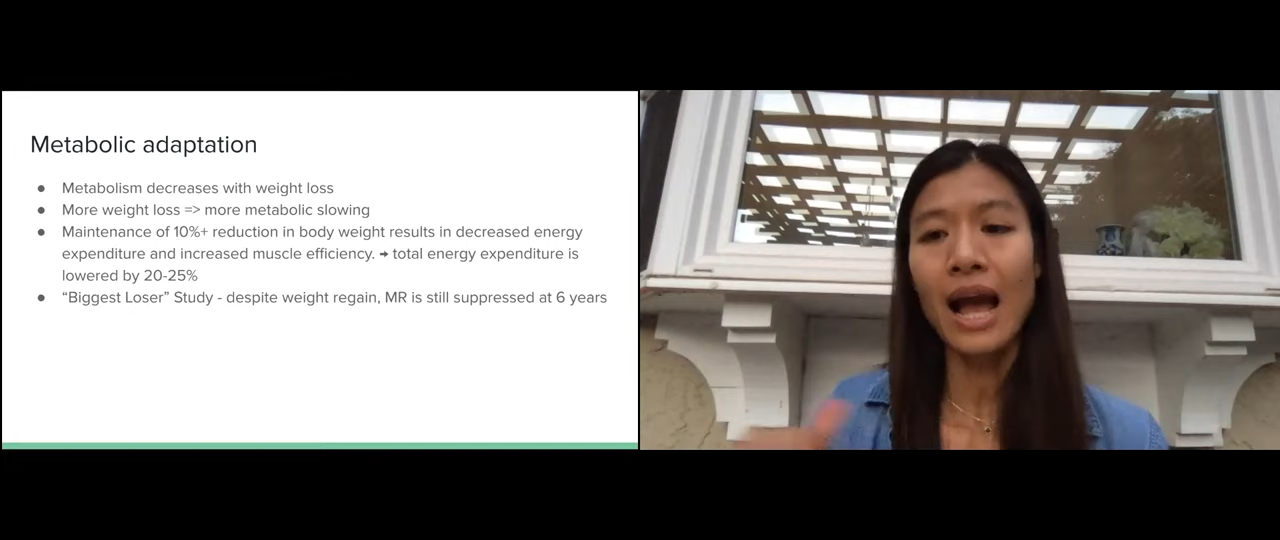 Metabolic adaptation
● Metabolism decreases with weight loss
● More weight loss => more metabolic slowing
● Maintenance of 10%+ reduction in body weight results in decreased energy
expenditure and increased muscle efficiency. → total energy expenditure is
lowered by 20-25%
● “Biggest Loser” Study - despite weight regain, MR is still suppressed at 6 years